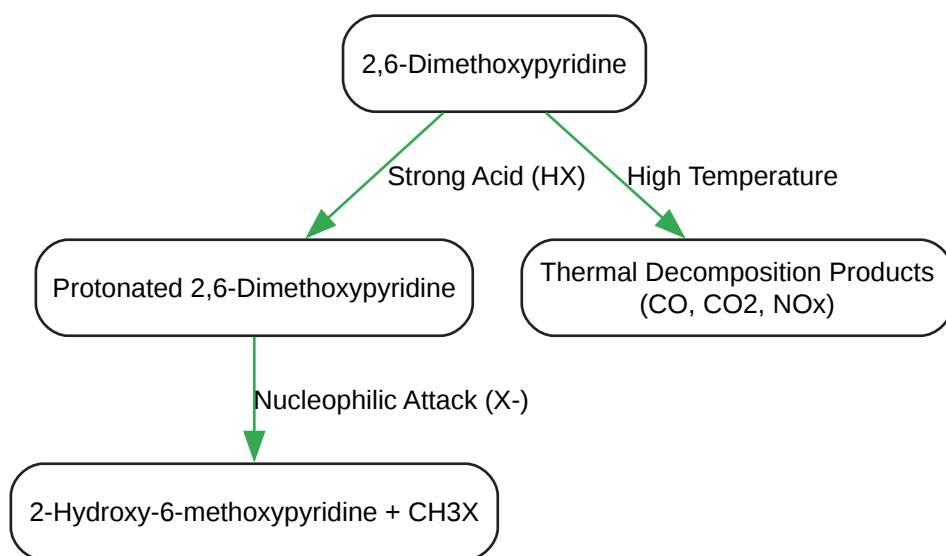 2,6-Dimethoxypyridine
Strong Acid (HX)
High Temperature
Protonated 2,6-Dimethoxypyridine
Thermal Decomposition Products
(CO, CO2, NOx)
Nucleophilic Attack (X-)
2-Hydroxy-6-methoxypyridine + CH3X